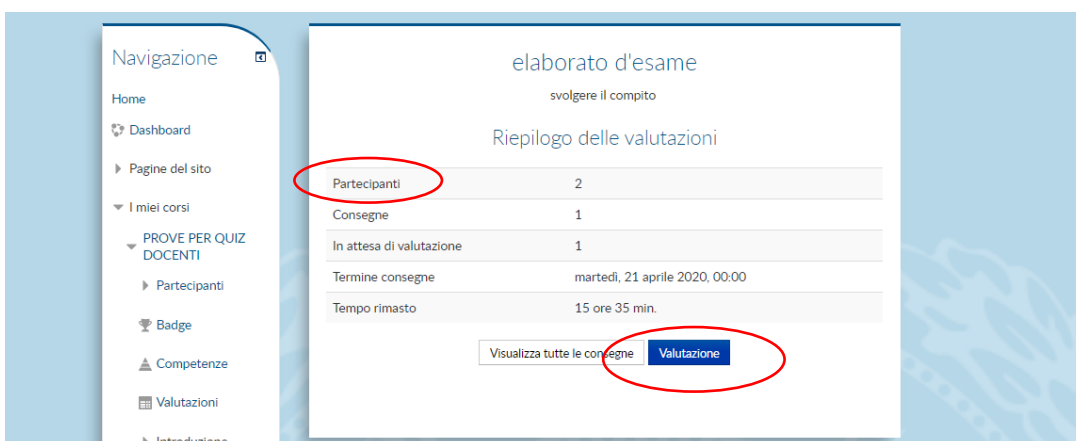 Navigazione
Home
Dashboard
Pagine del sito
I miei corsi
PROVE PER QUIZ
DOCENTI
Partecipanti
Badge
Competenze
Valutazioni
Introduzione
elaborato d'esame
svolgere il compito
Riepilogo delle valutazioni
Partecipanti 2
Consegne 1
In attesa di valutazione 1
Termine consegne martedì, 21 aprile 2020, 00:00
Tempo rimasto 15 ore 35 min.
Visualizza tutte le consegne Valutazione